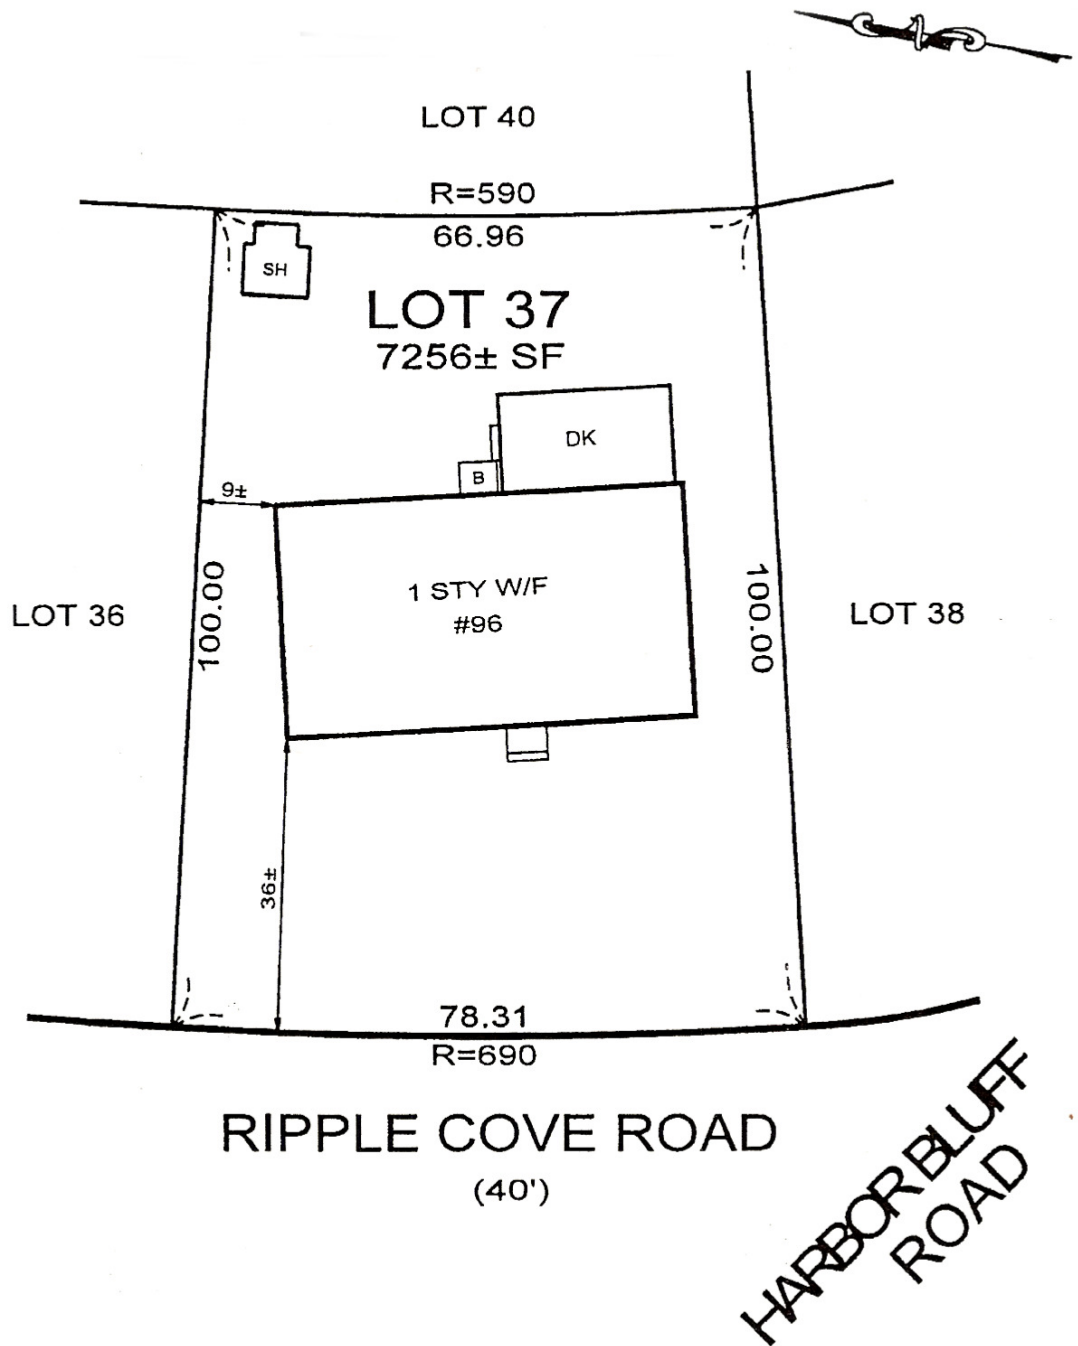 LOT 40
R=590
66.96
SH
LOT 37
7256± SF
DK
B
9±
1 STY W/F
#96
100.00
100.00
LOT 36
LOT 38
36±
78.31
R=690
RIPPLE COVE ROAD
(40')
HARBOR BLUFF
ROAD